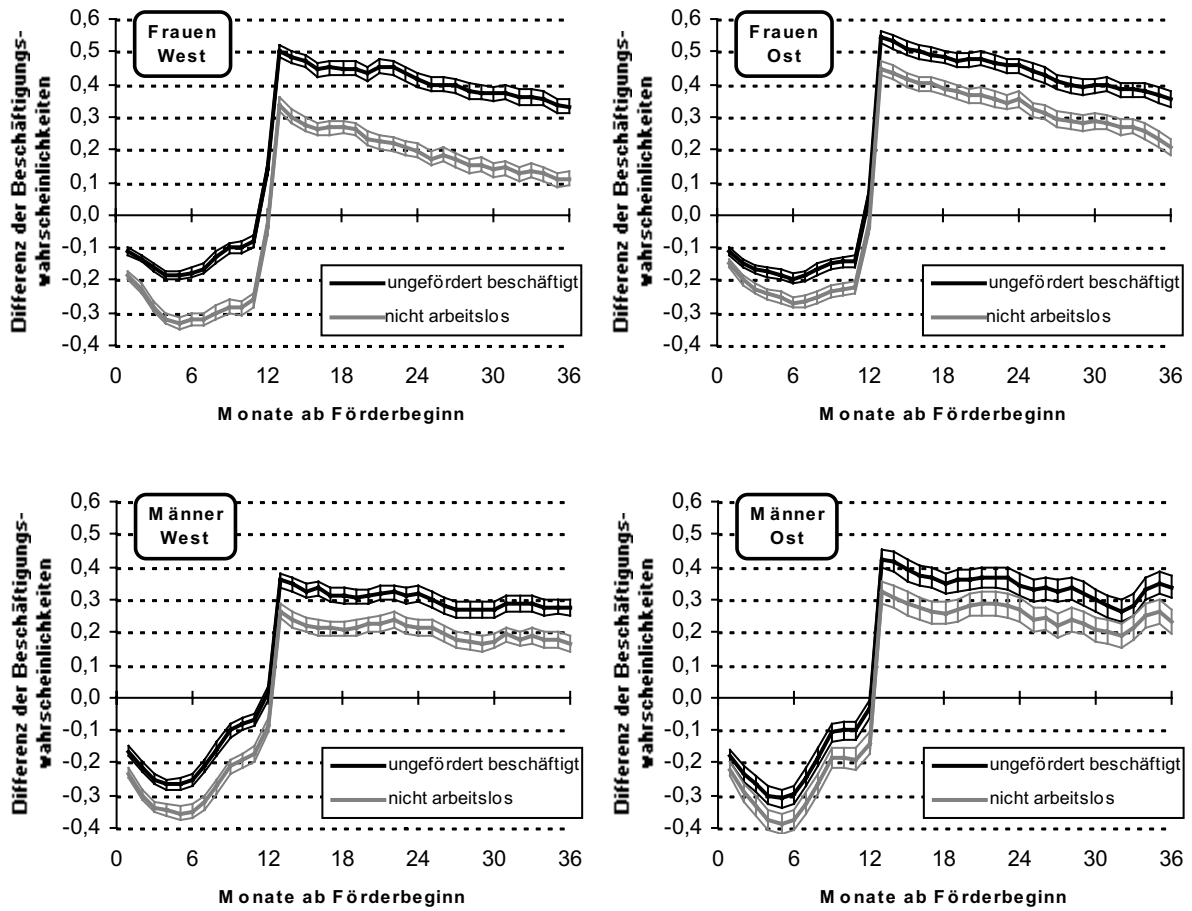 Differenz der Beschäftigungs-
wahrscheinlichkeiten
0,6
0,5
0,4
0,3
0,2
0,1
0,0
-0,1
-0,2
-0,3
-0,4
Frauen
West
ungefördert beschäftigt
nicht arbeitslos
0 6 12 18 24 30 36
Monate ab Förderbeginn
Differenz der Beschäftigungs-
wahrscheinlichkeiten
0,6
0,5
0,4
0,3
0,2
0,1
0,0
-0,1
-0,2
-0,3
-0,4
Frauen
Ost
ungefördert beschäftigt
nicht arbeitslos
0 6 12 18 24 30 36
Monate ab Förderbeginn
Differenz der Beschäftigungs-
wahrscheinlichkeiten
0,6
0,5
0,4
0,3
0,2
0,1
0,0
-0,1
-0,2
-0,3
-0,4
Männer
West
ungefördert beschäftigt
nicht arbeitslos
0 6 12 18 24 30 36
Monate ab Förderbeginn
Differenz der Beschäftigungs-
wahrscheinlichkeiten
0,6
0,5
0,4
0,3
0,2
0,1
0,0
-0,1
-0,2
-0,3
-0,4
Männer
Ost
ungefördert beschäftigt
nicht arbeitslos
0 6 12 18 24 30 36
Monate ab Förderbeginn